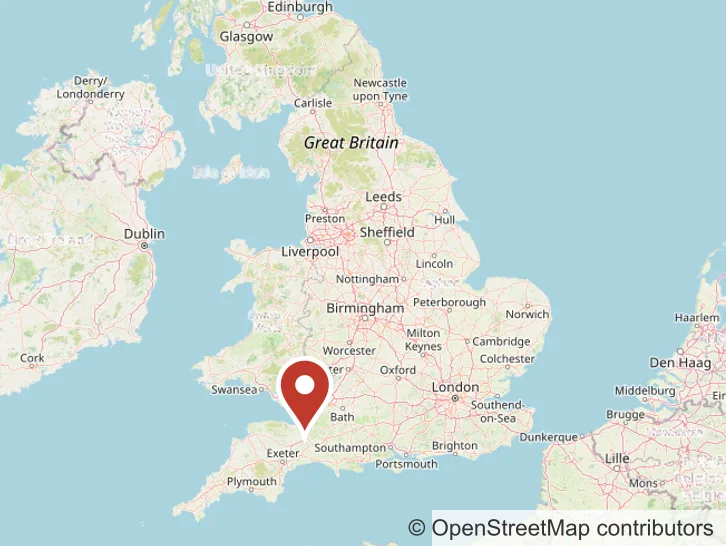 Edinburgh
Glasgow
Derry/
Londonderry
Newcastle
upon Tyne
Carlisle
Great Britain
Leeds
Preston
Hull
Dublin
Sheffield
Liverpool
Lincoln
Nottingham
Peterborough
Norwich
Birmingham
Haarlem
Milton
Keynes
Cambridge
Worcester
Colchester
Cork
Den Haag
Oxford
Swansea
London
Middelburg
Bath
Southend-
on-Sea
Brugge
Dunkerque
Southampton
Brighton
Exeter
Portsmouth
Lille
Plymouth
Mons
© OpenStreetMap contributors